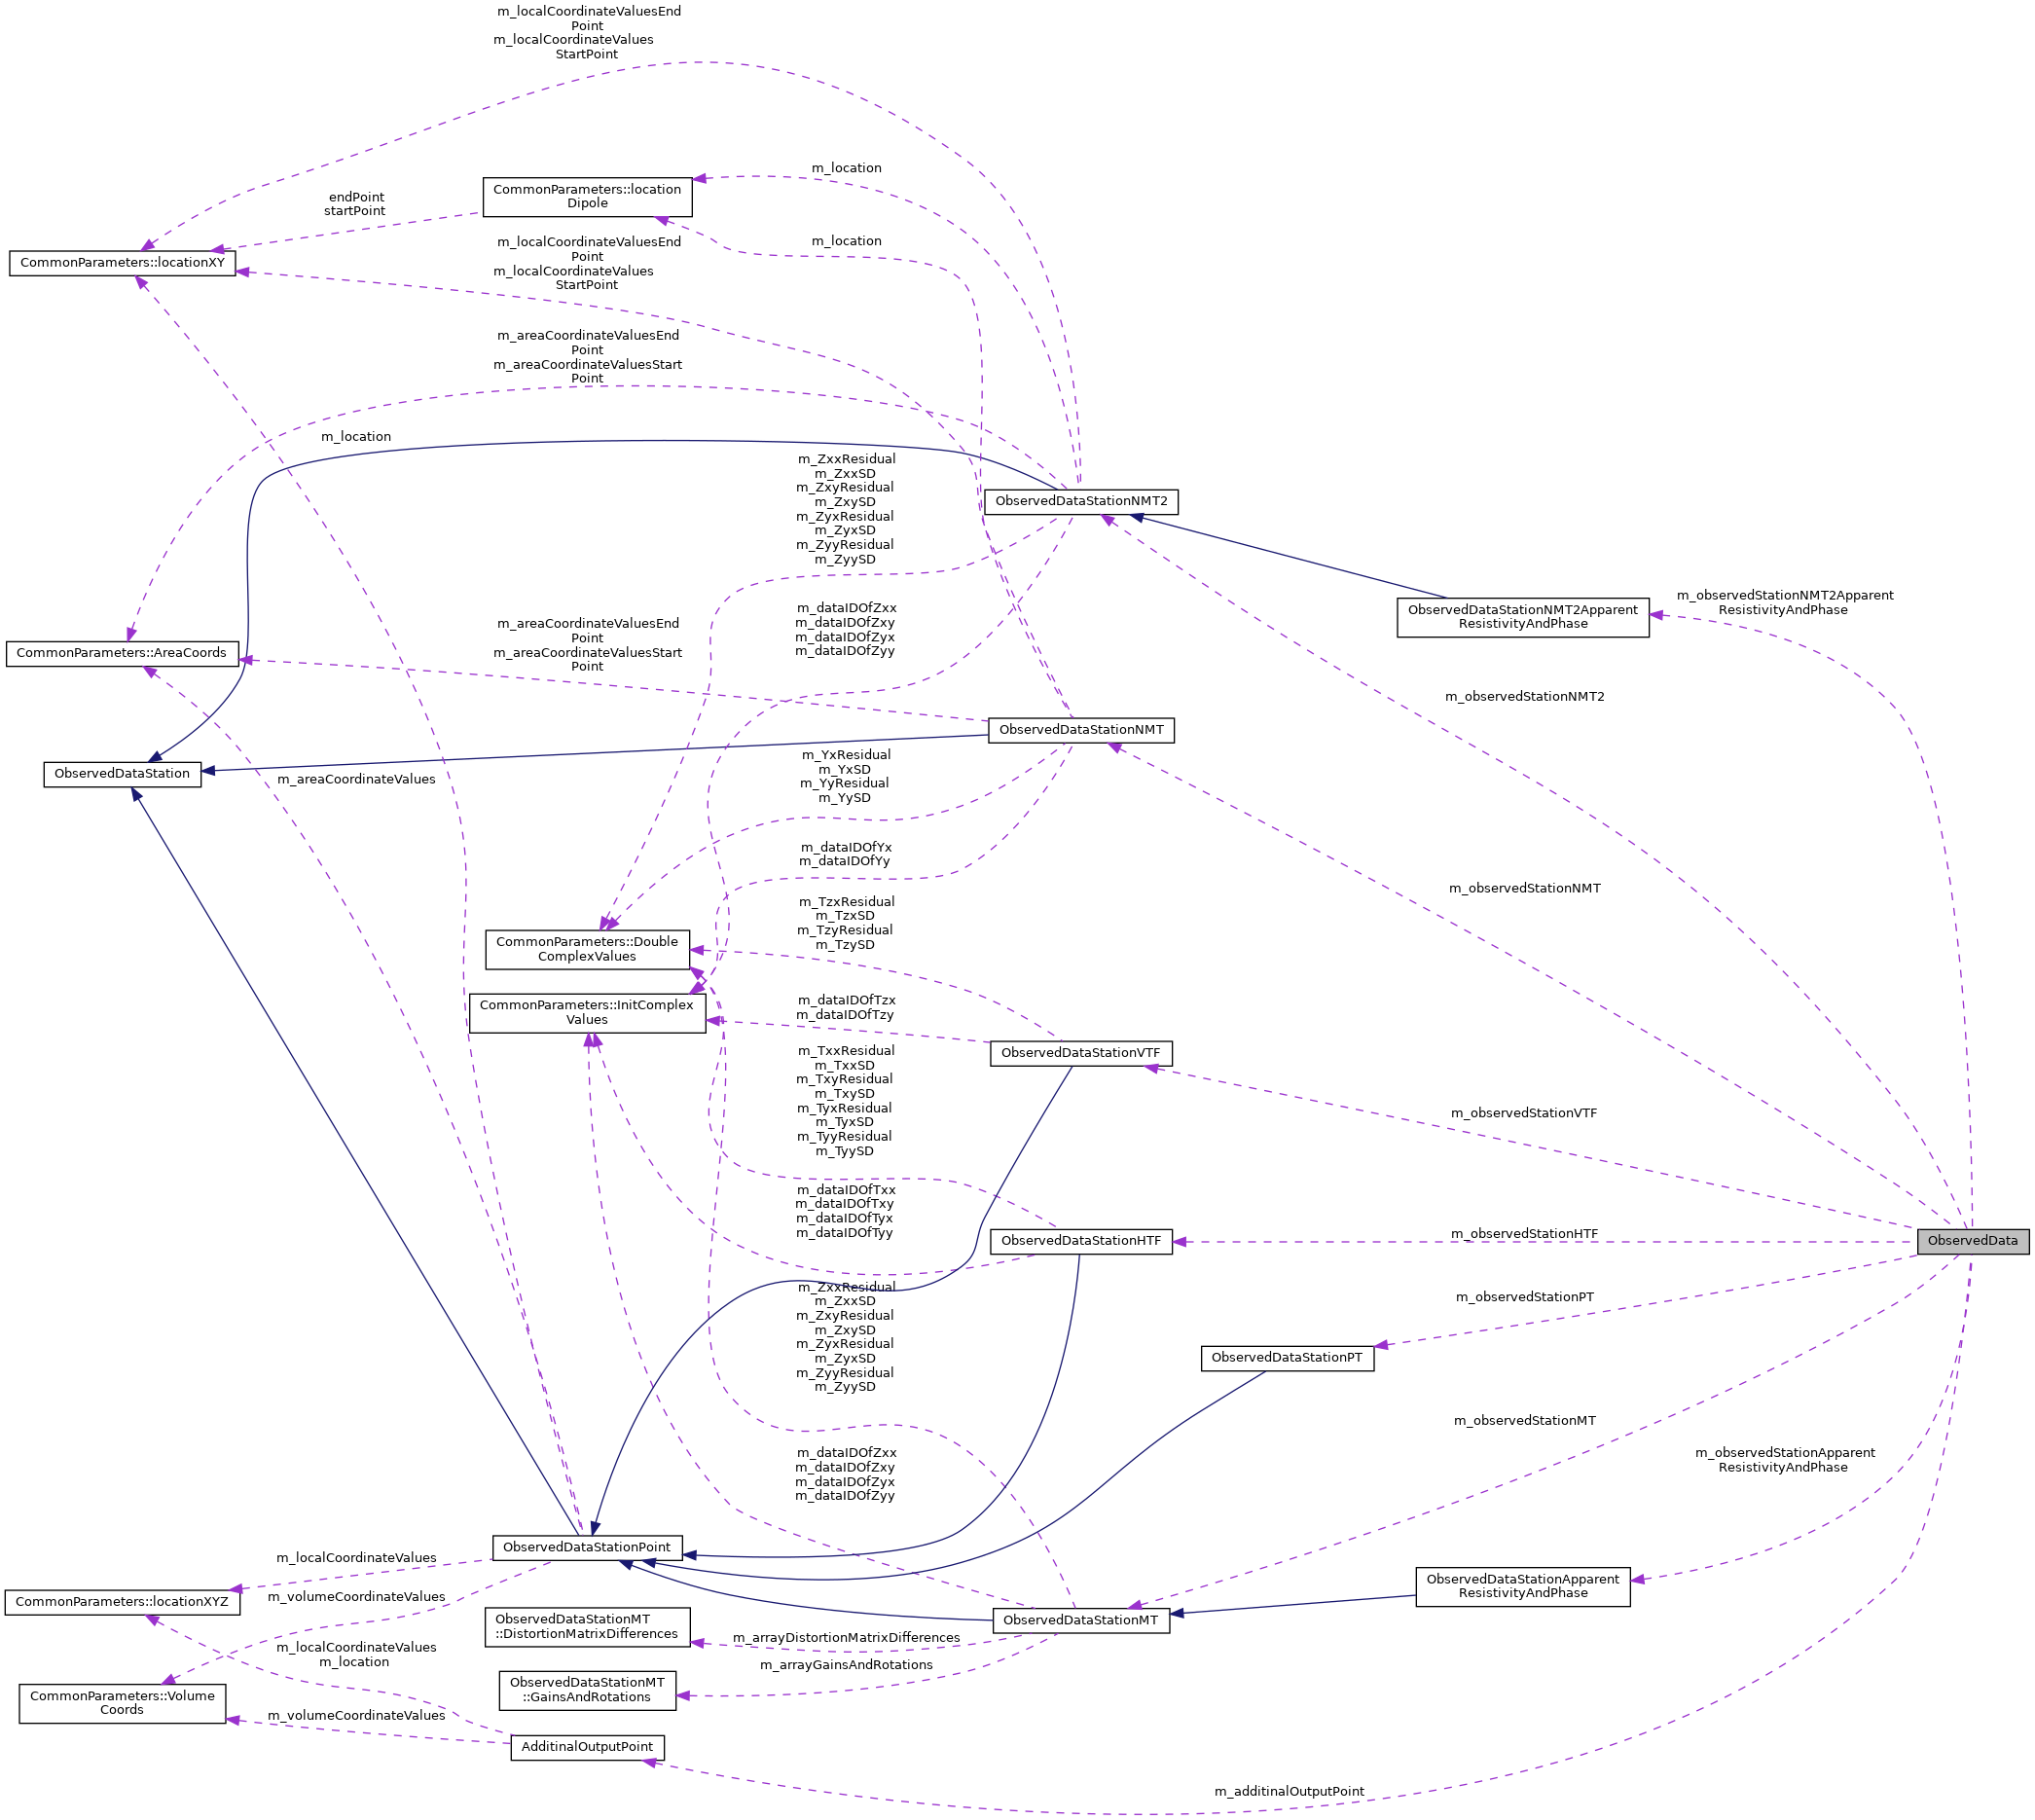 m_localCoordinateValuesEnd
Point
m_localCoordinateValues
StartPoint
m_location
CommonParameters::location
Dipole
endPoint
startPoint
m_location
m_localCoordinateValuesEnd
Point
m_localCoordinateValues
StartPoint
CommonParameters::locationXY
m_areaCoordinateValuesEnd
Point
m_areaCoordinateValuesStart
Point
m_location
m_ZxxResidual
m_ZxxSD
m_ZxyResidual
m_ZxySD
m_ZyxResidual
m_ZyxSD
m_ZyyResidual
m_ZyySD
ObservedDataStationNMT2
ObservedDataStationNMT2Apparent
ResistivityAndPhase
m_observedStationNMT2Apparent
ResistivityAndPhase
m_dataIDOfZxx
m_dataIDOfZxy
m_dataIDOfZyx
m_dataIDOfZyy
m_areaCoordinateValuesEnd
Point
m_areaCoordinateValuesStart
Point
CommonParameters::AreaCoords
m_observedStationNMT2
ObservedDataStationNMT
ObservedDataStation
m_areaCoordinateValues
m_YxResidual
m_YxSD
m_YyResidual
m_YySD
m_dataIDOfYx
m_dataIDOfYy
m_observedStationNMT
m_TzxResidual
m_TzxSD
m_TzyResidual
m_TzySD
CommonParameters::Double
ComplexValues
CommonParameters::InitComplex
Values
m_dataIDOfTzx
m_dataIDOfTzy
ObservedDataStationVTF
m_TxxResidual
m_TxxSD
m_TxyResidual
m_TxySD
m_TyxResidual
m_TyxSD
m_TyyResidual
m_TyySD
m_observedStationVTF
m_dataIDOfTxx
m_dataIDOfTxy
m_dataIDOfTyx
m_dataIDOfTyy
ObservedDataStationHTF
m_observedStationHTF
ObservedData
m_ZxxResidual
m_ZxxSD
m_ZxyResidual
m_ZxySD
m_ZyxResidual
m_ZyxSD
m_ZyyResidual
m_ZyySD
m_observedStationPT
ObservedDataStationPT
m_observedStationMT
m_observedStationApparent
ResistivityAndPhase
m_dataIDOfZxx
m_dataIDOfZxy
m_dataIDOfZyx
m_dataIDOfZyy
ObservedDataStationPoint
m_localCoordinateValues
m_volumeCoordinateValues
CommonParameters::locationXYZ
ObservedDataStationApparent
ResistivityAndPhase
ObservedDataStationMT
ObservedDataStationMT
::DistortionMatrixDifferences
m_arrayDistortionMatrixDifferences
m_localCoordinateValues
m_location
m_arrayGainsAndRotations
ObservedDataStationMT
::GainsAndRotations
CommonParameters::Volume
Coords
m_volumeCoordinateValues
AdditinalOutputPoint
m_additinalOutputPoint